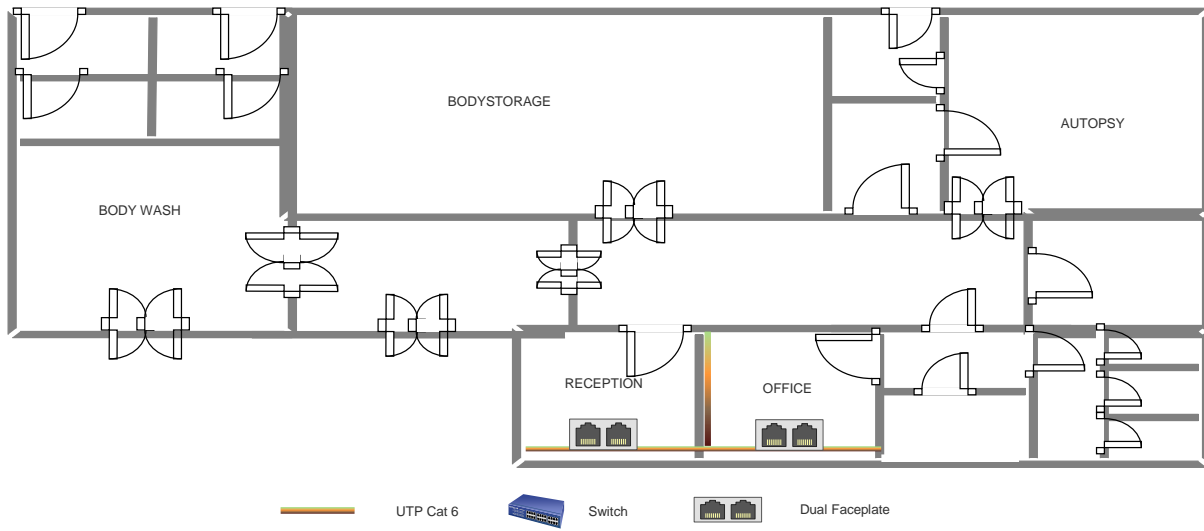 BODYSTORAGE
AUTOPSY
BODY WASH
RECEPTION
OFFICE
UTP Cat 6
Switch
Dual Faceplate